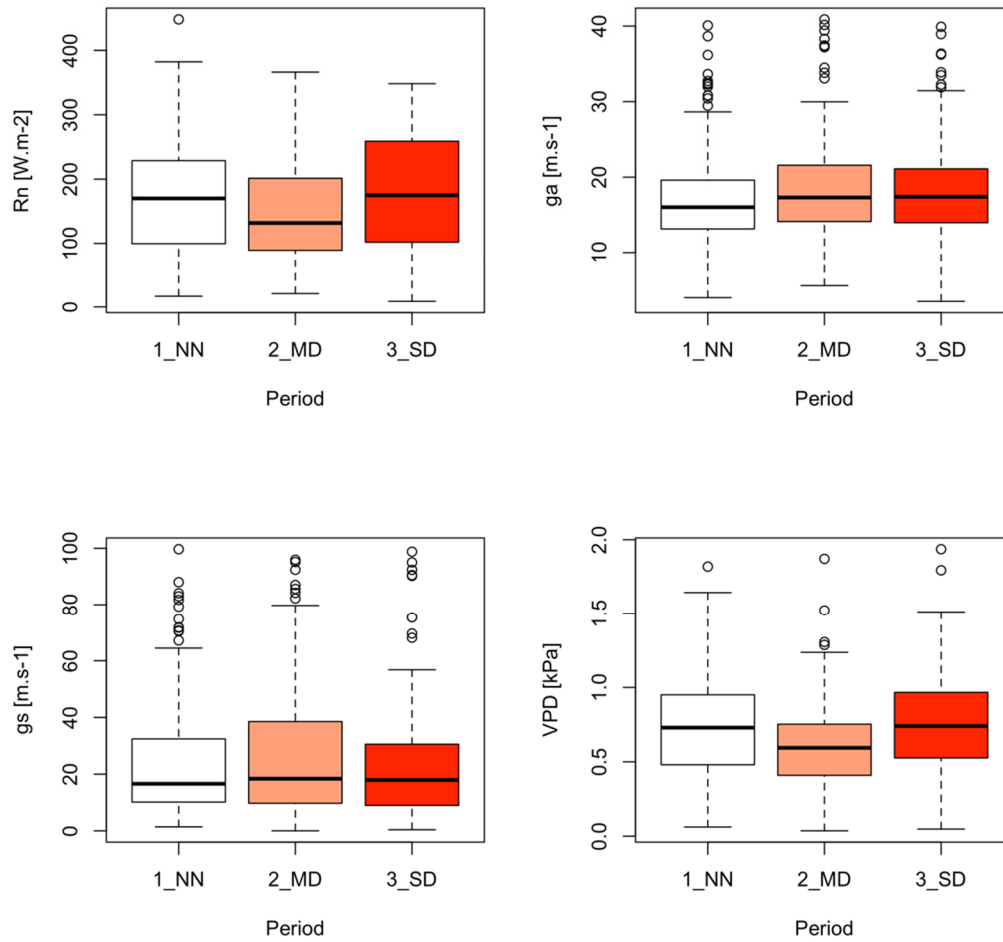 Rn [W.m-2]
400
300
200
100
0
1_NN 2_MD 3_SD
Period
ga [m.s-1]
40
30
20
10
1_NN 2_MD 3_SD
Period
gs [m.s-1]
100
80
60
40
20
0
1_NN 2_MD 3_SD
Period
VPD [kPa]
2.0
1.5
1.0
0.5
0.0
1_NN 2_MD 3_SD
Period